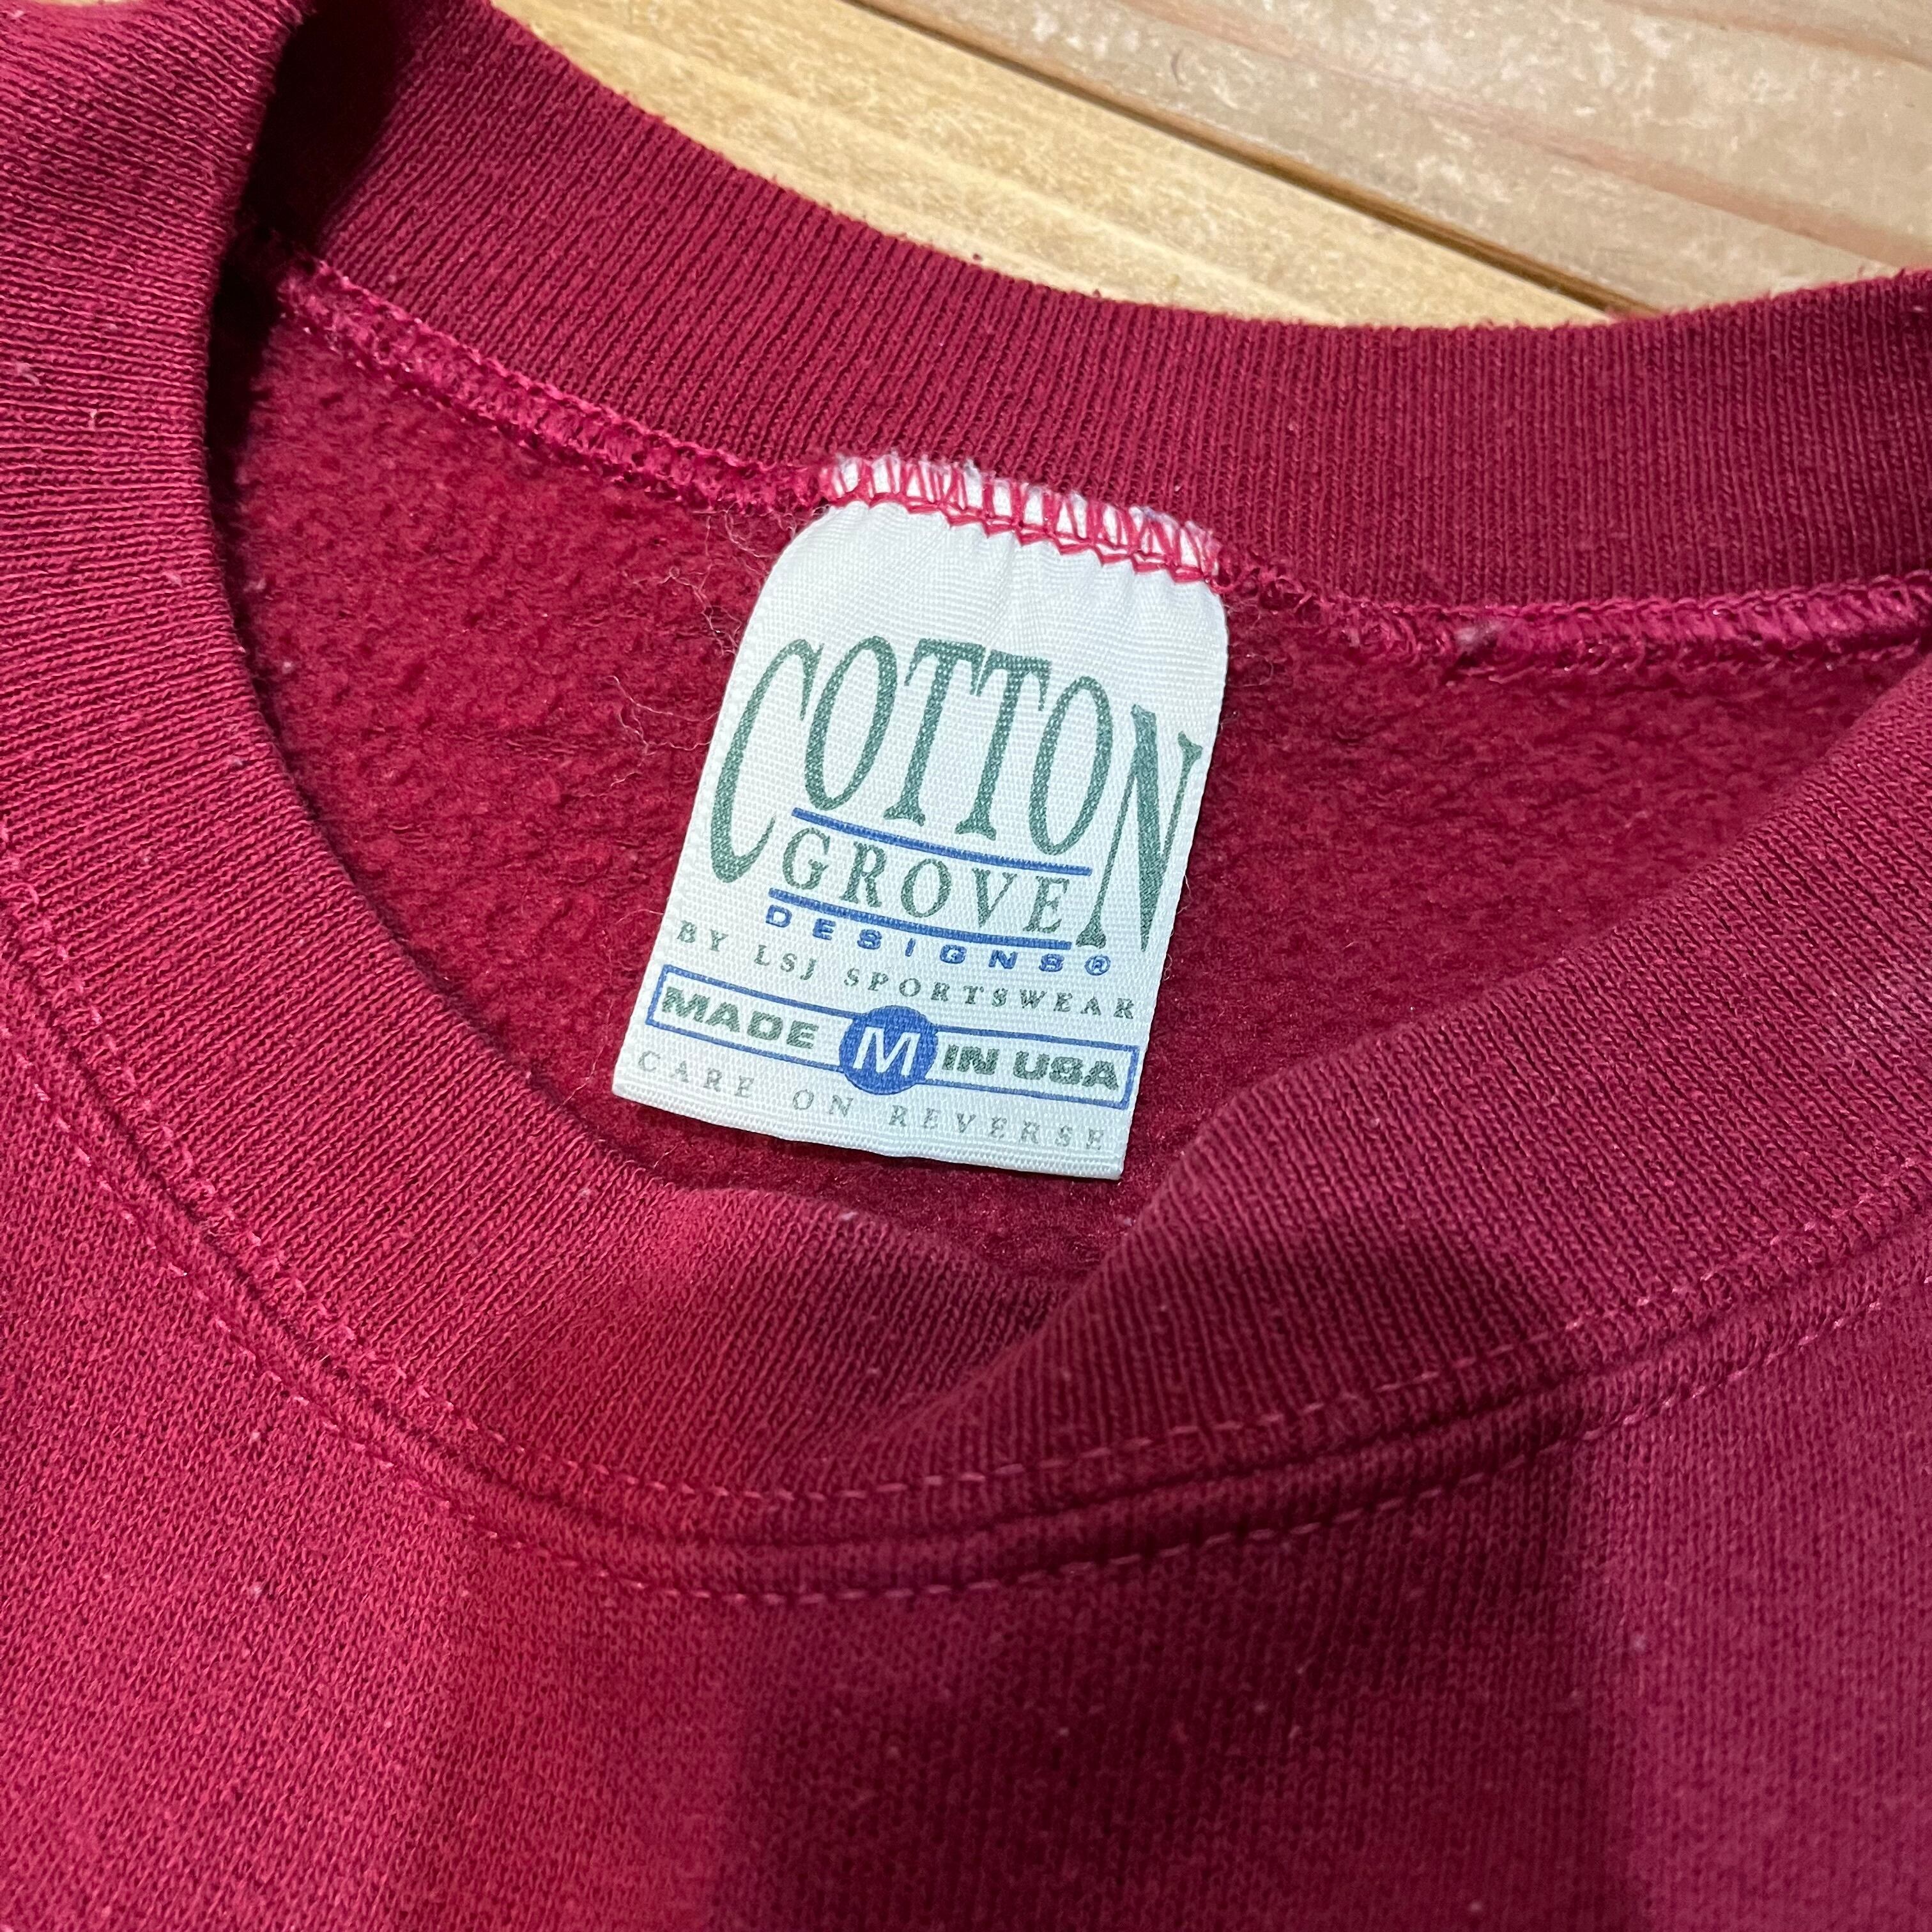 COTTON
GROVE
DESIGNS®
BY LSJ SPORTSWEAR
MADE M IN USA
CARE ON REVERSE